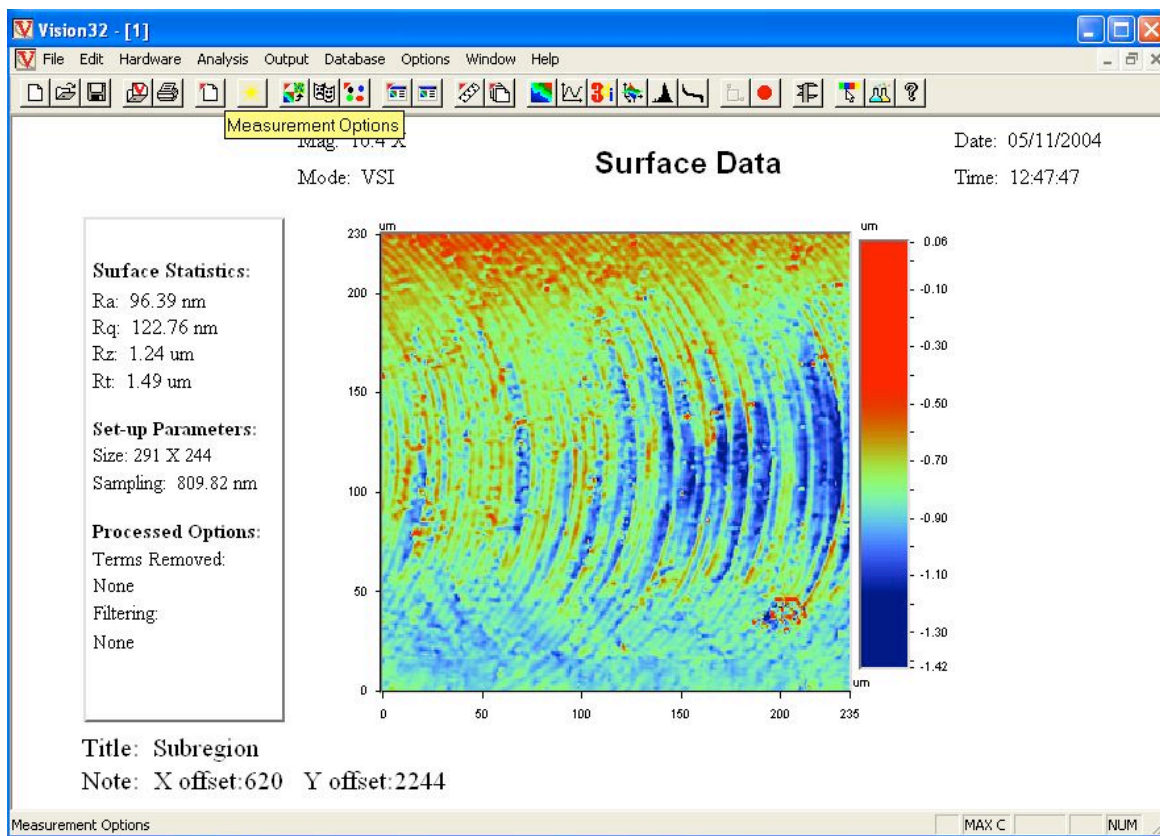 Vision32 - [1]
File Edit Hardware Analysis Output Database Options Window Help
Measurement Options
Mag: 10.4 X
Mode: VSI
Surface Data
Date: 05/11/2004
Time: 12:47:47
Surface Statistics:
Ra: 96.39 nm
Rq: 122.76 nm
Rz: 1.24 um
Rt: 1.49 um
Set-up Parameters:
Size: 291 X 244
Sampling: 809.82 nm
Processed Options:
Terms Removed:
None
Filtering:
None
um
230
200
150
100
50
0
0 50 100 150 200 235
um
0.06
-0.10
-0.30
-0.50
-0.70
-0.90
-1.10
-1.30
-1.42
um
Title: Subregion
Note: X offset:620 Y offset:2244
Measurement Options MAX C NUM